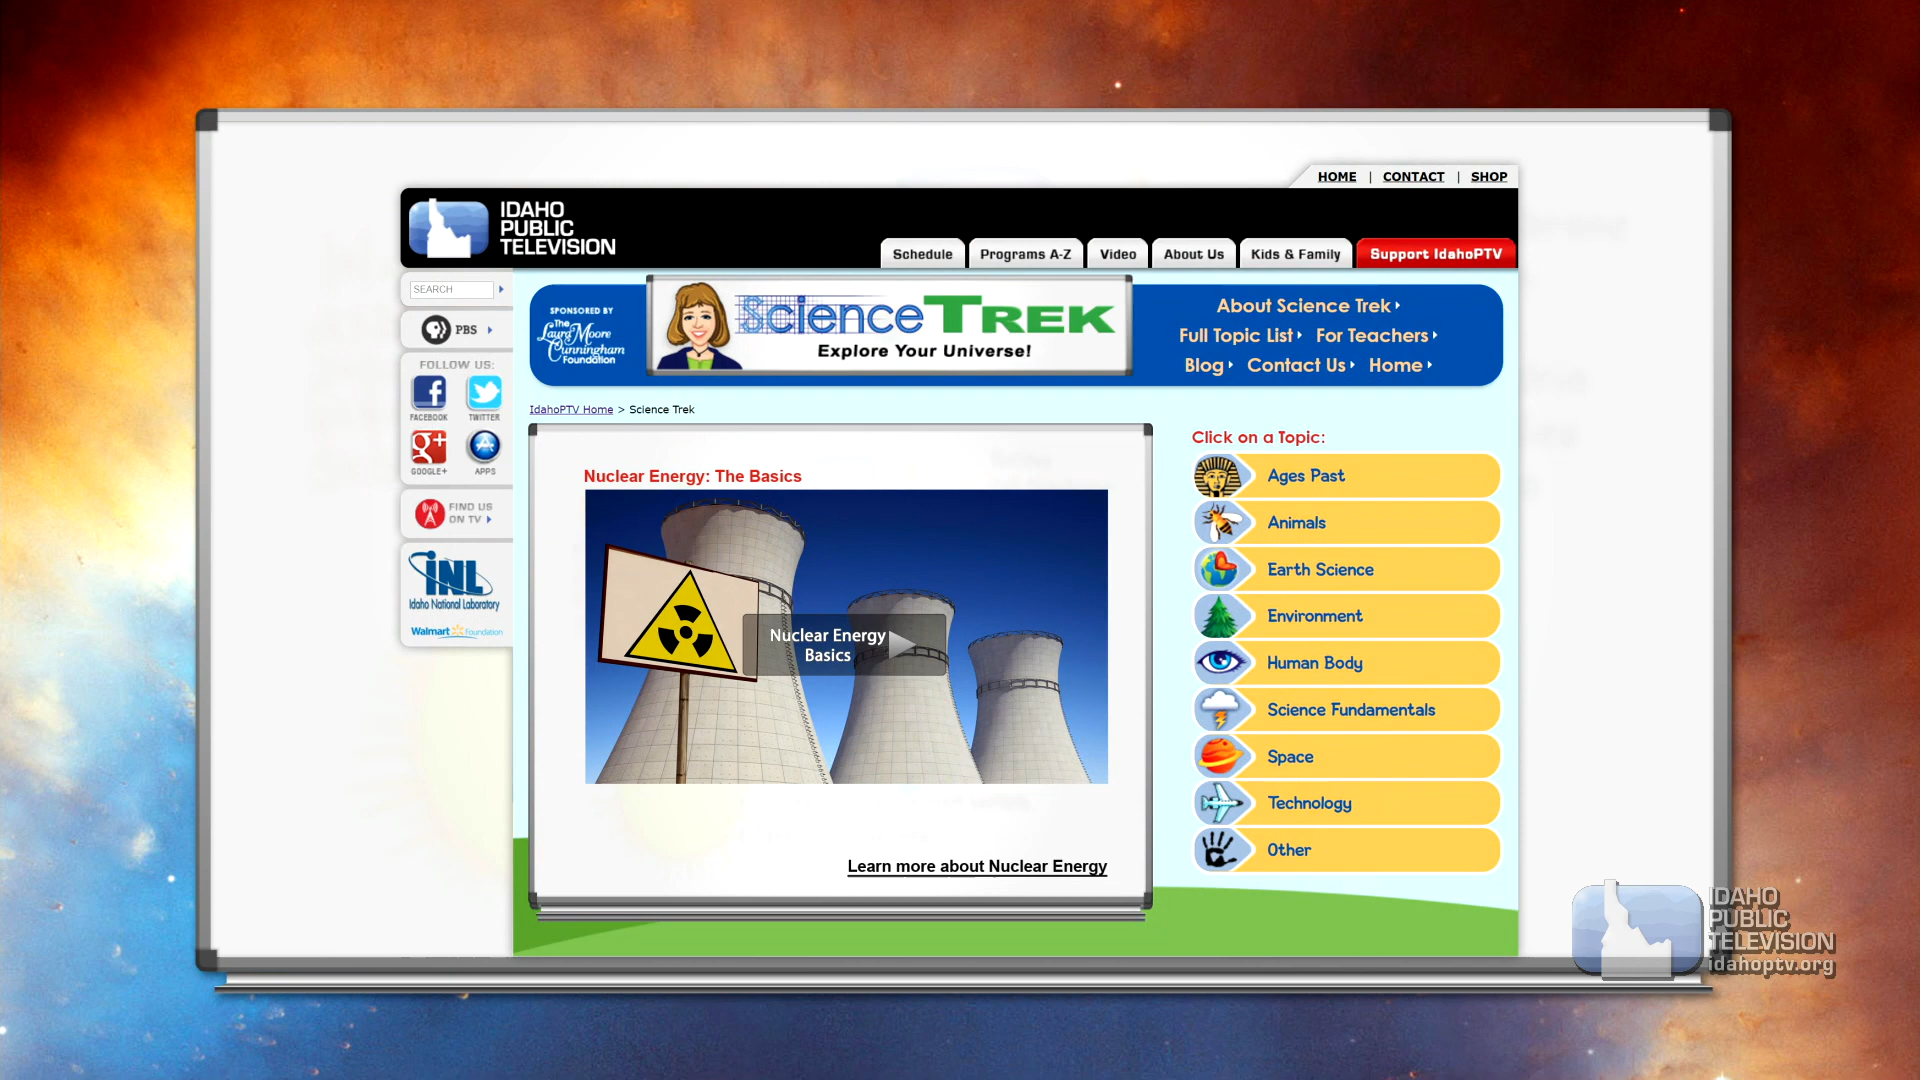 HOME | CONTACT | SHOP
IDAHO
PUBLIC
TELEVISION
Schedule
Programs A-Z
Video
About Us
Kids & Family
Support IdahoPTV
SEARCH
PBS
FOLLOW US:
FACEBOOK
TWITTER
GOOGLE+
APPS
FIND US
ON TV
INL
Idaho National Laboratory
Walmart Foundation
SPONSORED BY
The
Laura Moore
Cunningham
Foundation
Science TREK
Explore Your Universe!
About Science Trek
Full Topic List For Teachers
Blog Contact Us Home
IdahoPTV Home > Science Trek
Nuclear Energy: The Basics
Nuclear Energy
Basics
Learn more about Nuclear Energy
Click on a Topic:
Ages Past
Animals
Earth Science
Environment
Human Body
Science Fundamentals
Space
Technology
Other
IDAHO
PUBLIC
TELEVISION
idahoptv.org